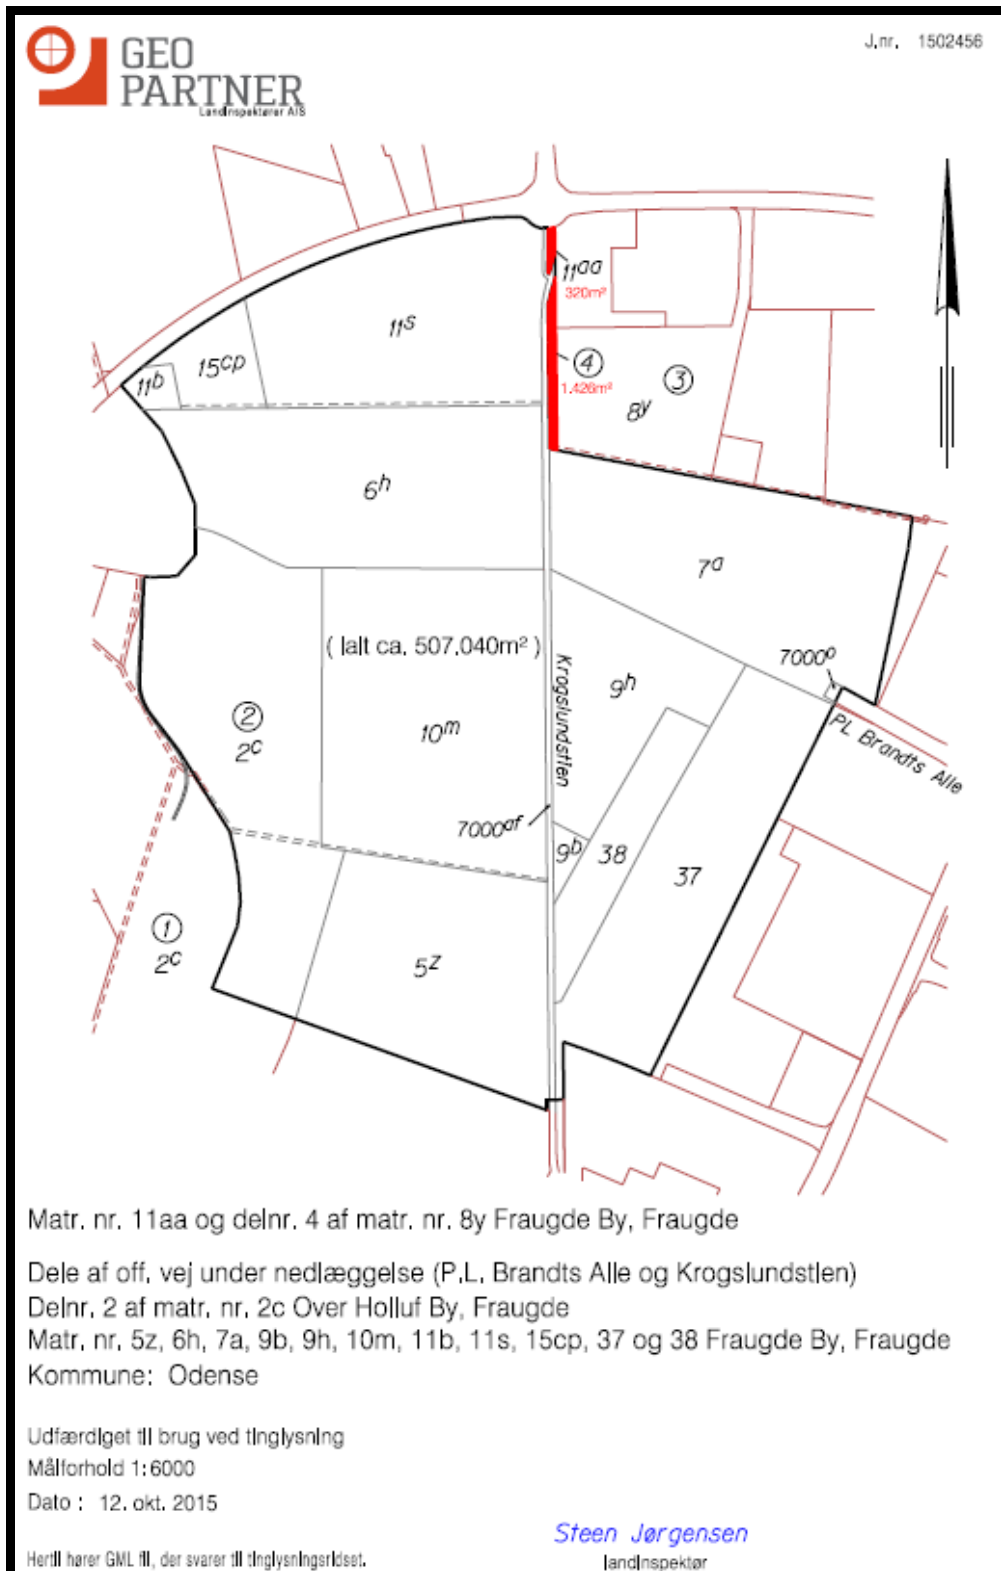 GEO
PARTNER
Landinspektører A/S
J.nr. 1502456
11aa
320m²
11s
15cp
11b
4
1.426m²
3
8y
6h
7a
( Ialt ca. 507.040m² )
7000o
Krogslundstien
9h
2
2c
10m
PL Brandts Alle
7000af
9b
38
37
1
2c
5z
Matr. nr. 11aa og delnr. 4 af matr. nr. 8y Fraugde By, Fraugde
Dele af off. vej under nedlæggelse (P.L. Brandts Alle og Krogslundstien)
Delnr. 2 af matr. nr. 2c Over Holluf By, Fraugde
Matr. nr. 5z, 6h, 7a, 9b, 9h, 10m, 11b, 11s, 15cp, 37 og 38 Fraugde By, Fraugde
Kommune: Odense
Udfærdiget til brug ved tinglysning
Målforhold 1:6000
Dato : 12. okt. 2015
Steen Jørgensen
landinspektør
Hertil hører GML fil, der svarer til tinglysningsridset.